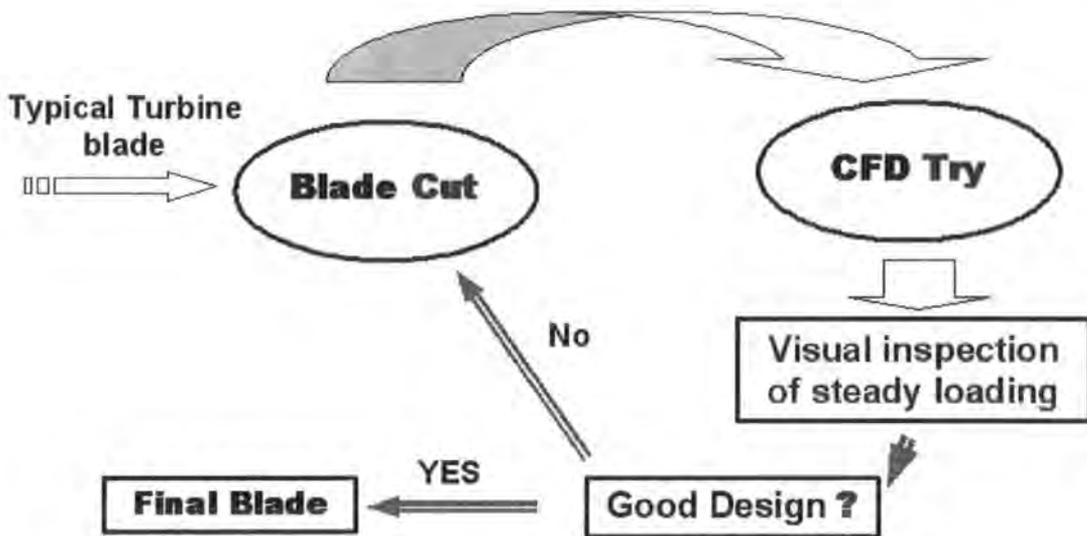 Typical Turbine
blade
Blade Cut
CFD Try
No
Visual inspection
of steady loading
YES
Final Blade
Good Design ?